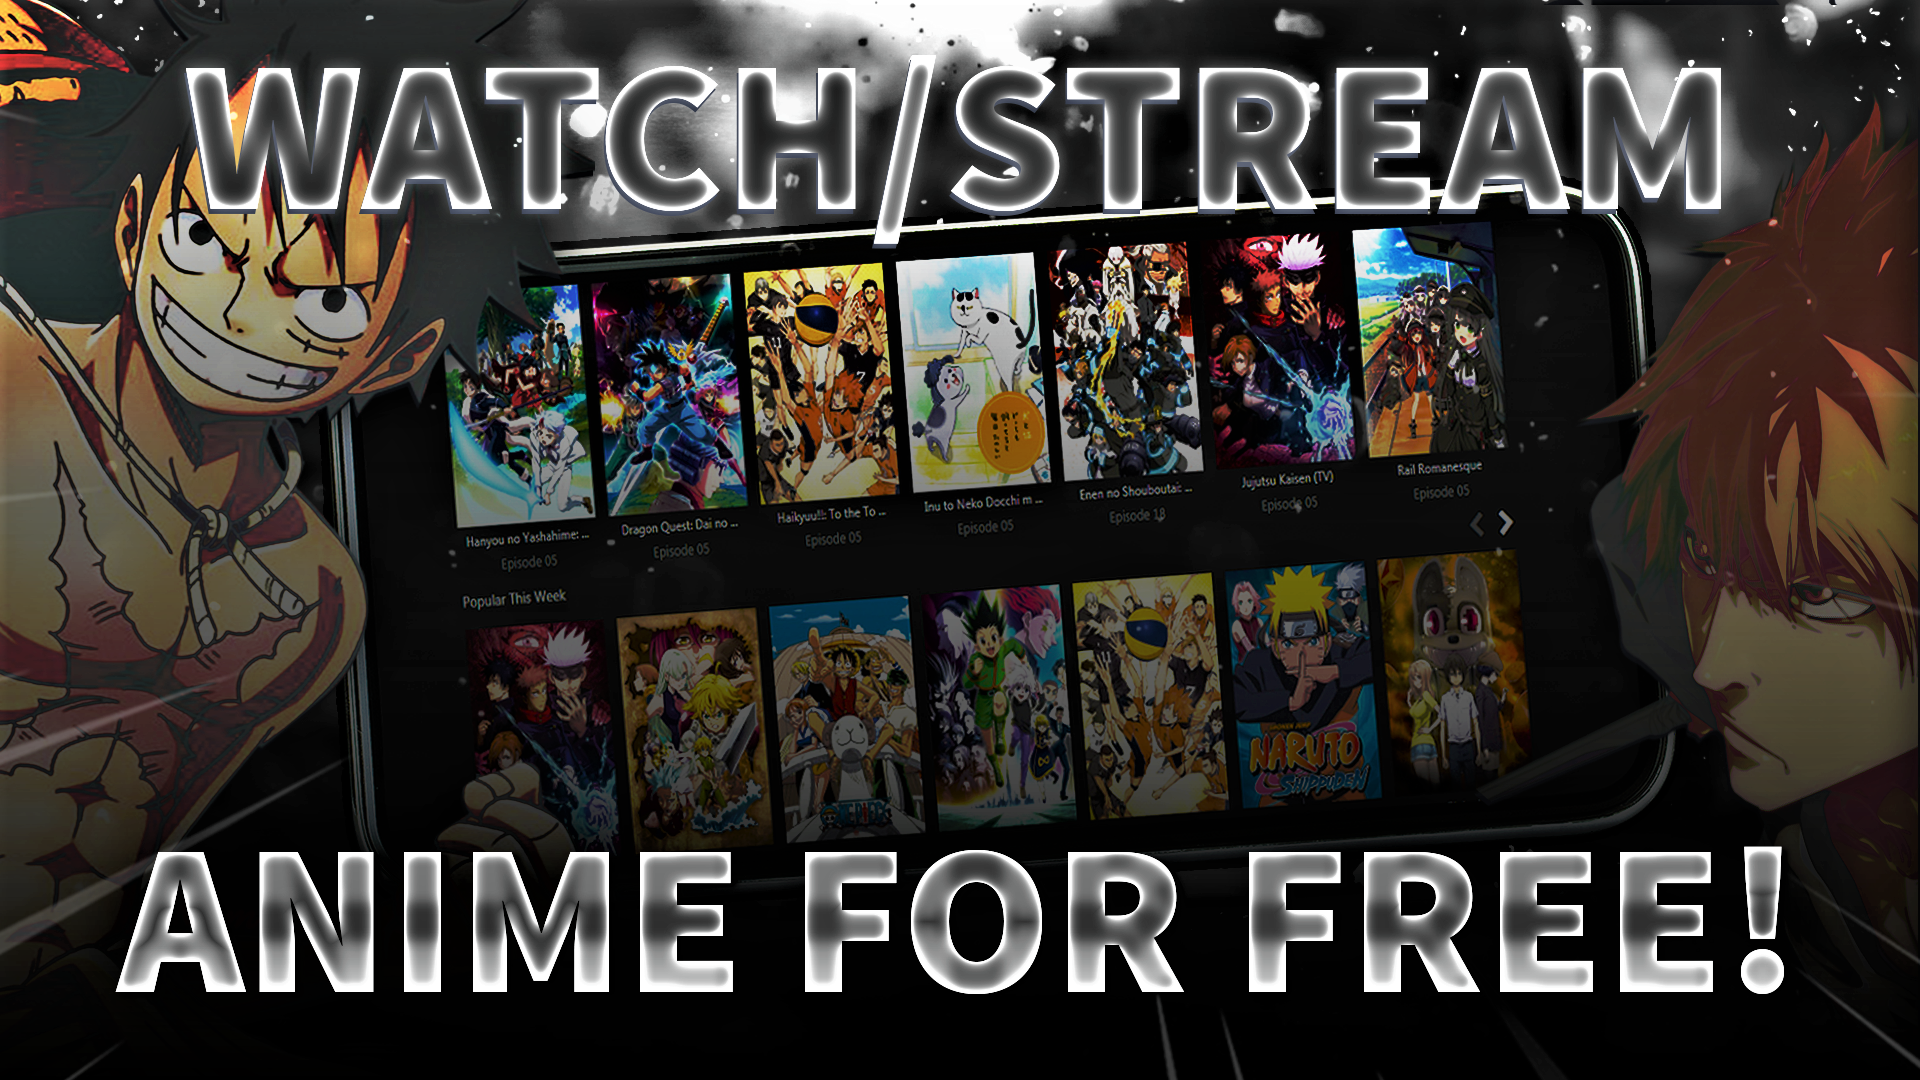 WATCH/STREAM
Hanyou no Yashahime: ...
Episode 05
Dragon Quest: Dai no ...
Episode 05
Haikyuu!!: To the To ...
Episode 05
Inu to Neko Docchi m ...
Episode 05
Enen no Shouboutai: ...
Episode 18
Jujutsu Kaisen (TV)
Episode 05
Rail Romanesque
Episode 05
Popular This Week
ONE PIECE
NARUTO
SHIPPUDEN
ANIME FOR FREE!